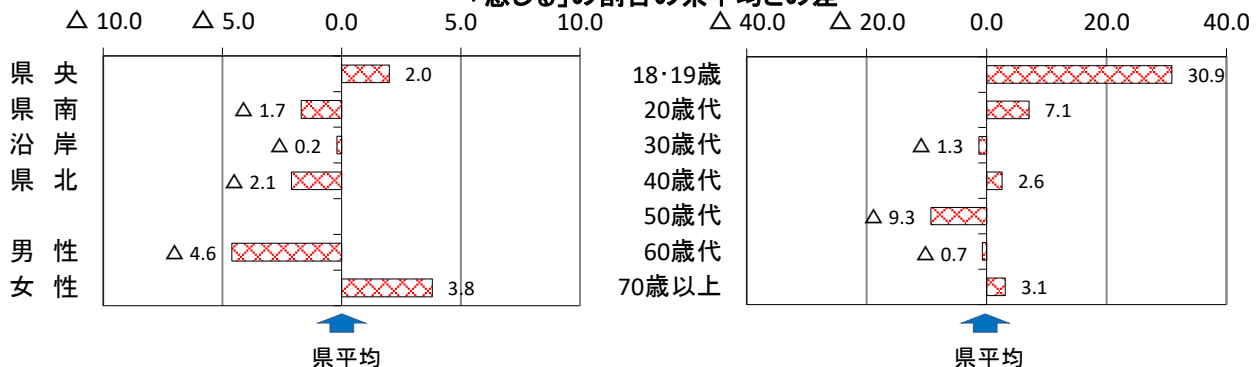 「感じる」の割合の県平均との差
△ 10.0 △ 5.0 0.0 5.0 10.0
県 央 2.0
県 南 △ 1.7
沿 岸 △ 0.2
県 北 △ 2.1
男 性 △ 4.6
女 性 3.8
県平均
△ 40.0 △ 20.0 0.0 20.0 40.0
18・19歳 30.9
20歳代 7.1
30歳代 △ 1.3
40歳代 2.6
50歳代 △ 9.3
60歳代 △ 0.7
70歳以上 3.1
県平均